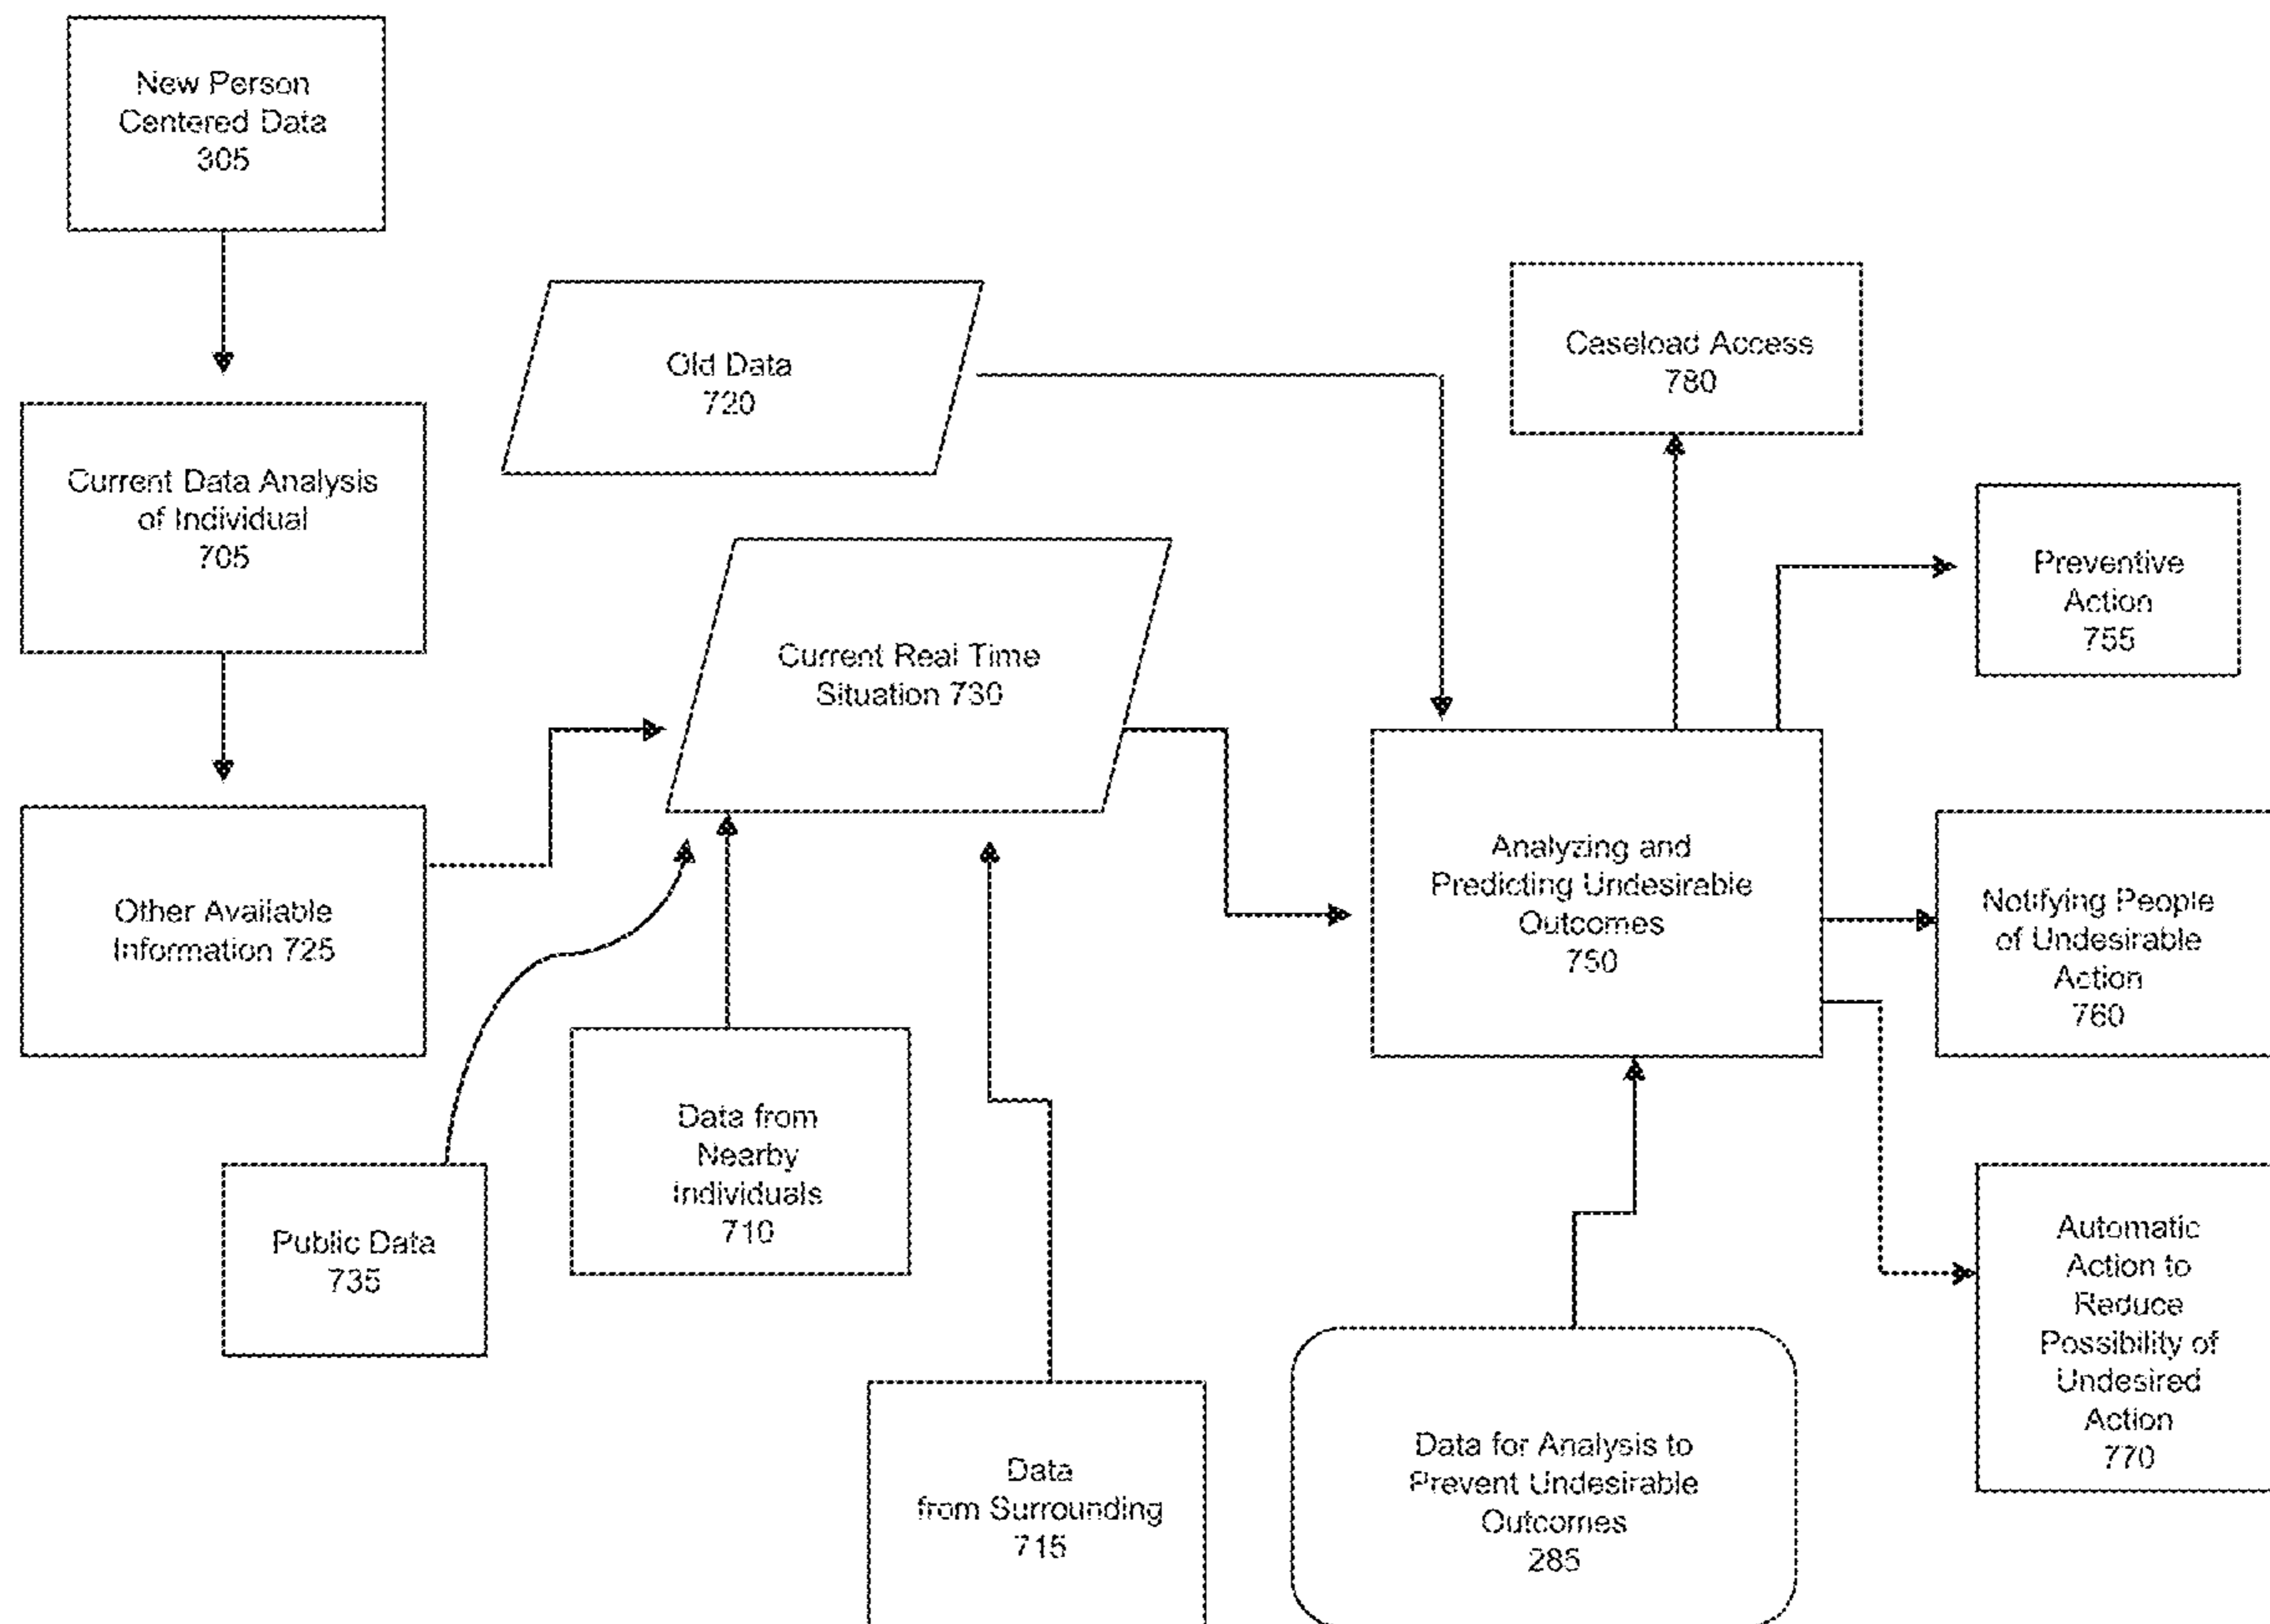 New Person
Centered Data
305
Old Data
720
Caseload Access
780
Current Data Analysis
of Individual
705
Preventive
Action
755
Current Real Time
Situation 730
Other Available
Information 725
Analyzing and
Predicting Undesirable
Outcomes
750
Notifying People
of Undesirable
Action
760
Data from
Nearby
Individuals
710
Public Data
735
Automatic
Action to
Reduce
Possibility of
Undesired
Action
770
Data
from Surrounding
715
Data for Analysis to
Prevent Undesirable
Outcomes
285